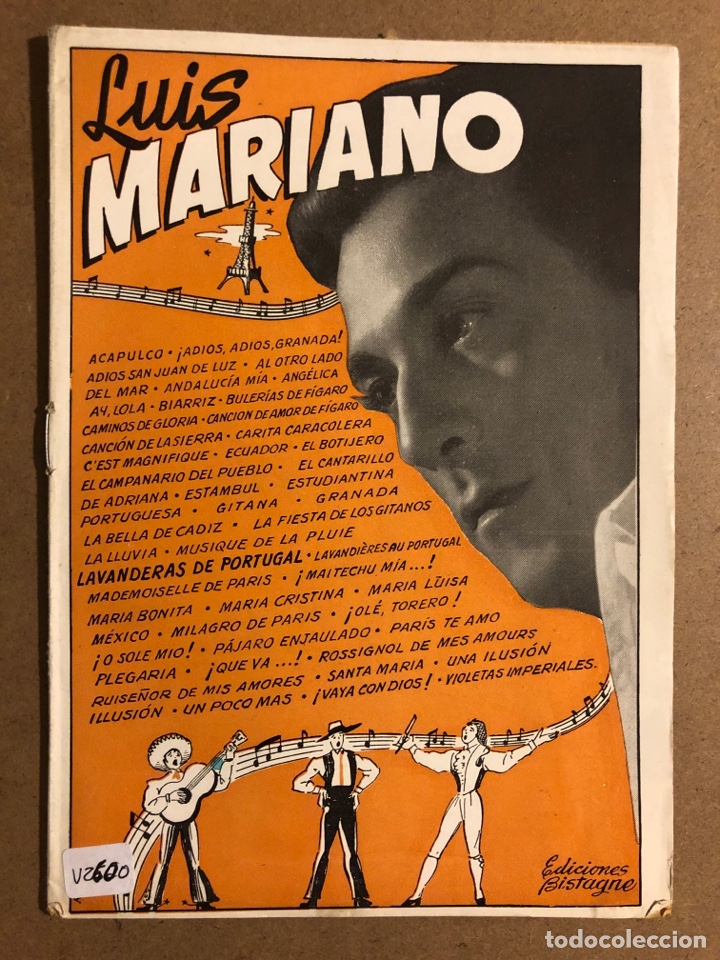 Luis
MARIANO
ACAPULCO · ¡ADIOS, ADIOS, GRANADA!
ADIOS SAN JUAN DE LUZ · AL OTRO LADO
DEL MAR · ANDALUCÍA MÍA · ANGÉLICA
AY, LOLA · BIARRIZ · BULERÍAS DE FÍGARO
CAMINOS DE GLORIA · CANCION DE AMOR DE FÍGARO
CANCIÓN DE LA SIERRA · CARITA CARACOLERA
C'EST MAGNIFIQUE · ECUADOR · EL BOTIJERO
EL CAMPANARIO DEL PUEBLO · EL CANTARILLO
DE ADRIANA · ESTAMBUL · ESTUDIANTINA
PORTUGUESA · GITANA · GRANADA
LA BELLA DE CADIZ · LA FIESTA DE LOS GITANOS
LA LLUVIA · MUSIQUE DE LA PLUIE
LAVANDERAS DE PORTUGAL · LAVANDIÈRES AU PORTUGAL
MADEMOISELLE DE PARIS · ¡MAITECHU MÍA...!
MARIA BONITA · MARIA CRISTINA · MARIA LUISA
MÉXICO · MILAGRO DE PARIS · ¡OLÉ, TORERO!
¡O SOLE MIO! · PÁJARO ENJAULADO · PARÍS TE AMO
PLEGARIA · ¡QUE VA...! · ROSSIGNOL DE MES AMOURS
RUISEÑOR DE MIS AMORES · SANTA MARIA · UNA ILUSIÓN
ILLUSIÓN · UN POCO MAS · ¡VAYA CON DIOS! · VIOLETAS IMPERIALES.
Ediciones
Bistagne
todocoleccion